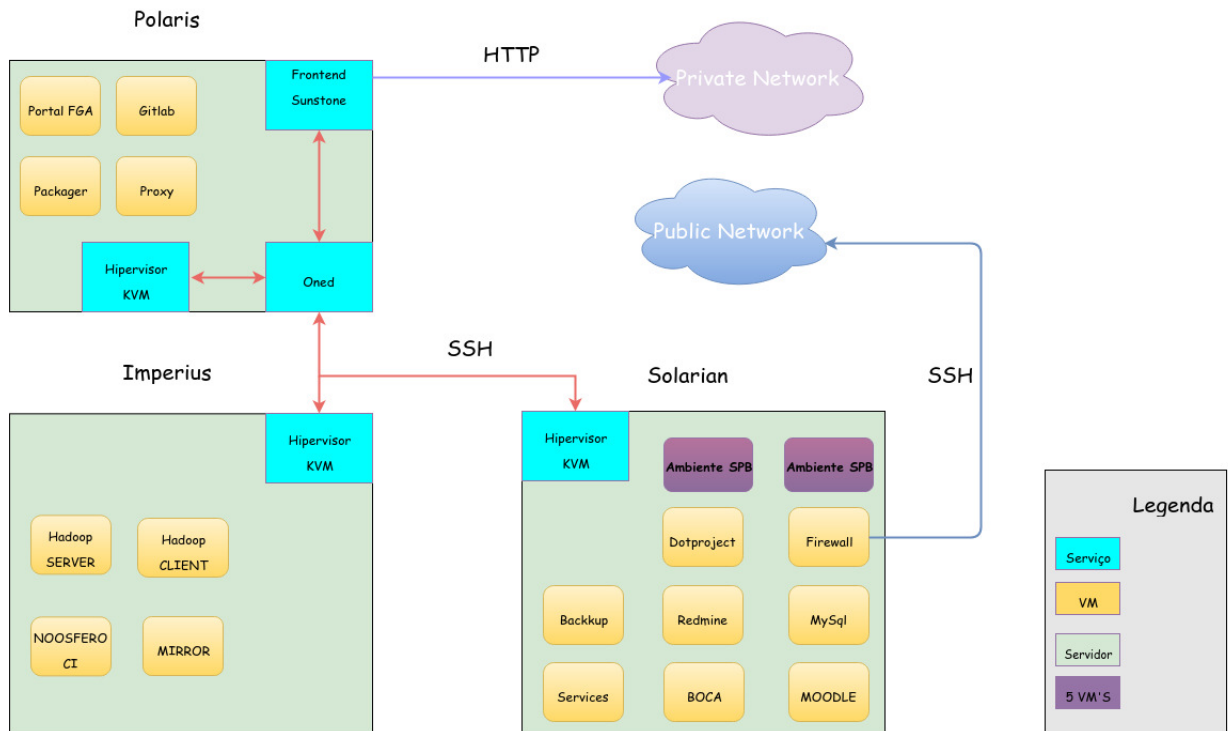 Polaris
HTTP
Frontend
Sunstone
Private Network
Portal FGA
Gitlab
Packager
Proxy
Public Network
Hipervisor
KVM
Oned
SSH
Imperius
Solarian
SSH
Hipervisor
KVM
Hipervisor
KVM
Ambiente SPB
Ambiente SPB
Hadoop
SERVER
Hadoop
CLIENT
Dotproject
Firewall
NOOSFERO
CI
MIRROR
Backkup
Redmine
MySql
Services
BOCA
MOODLE
Legenda
Serviço
VM
Servidor
5 VM'S